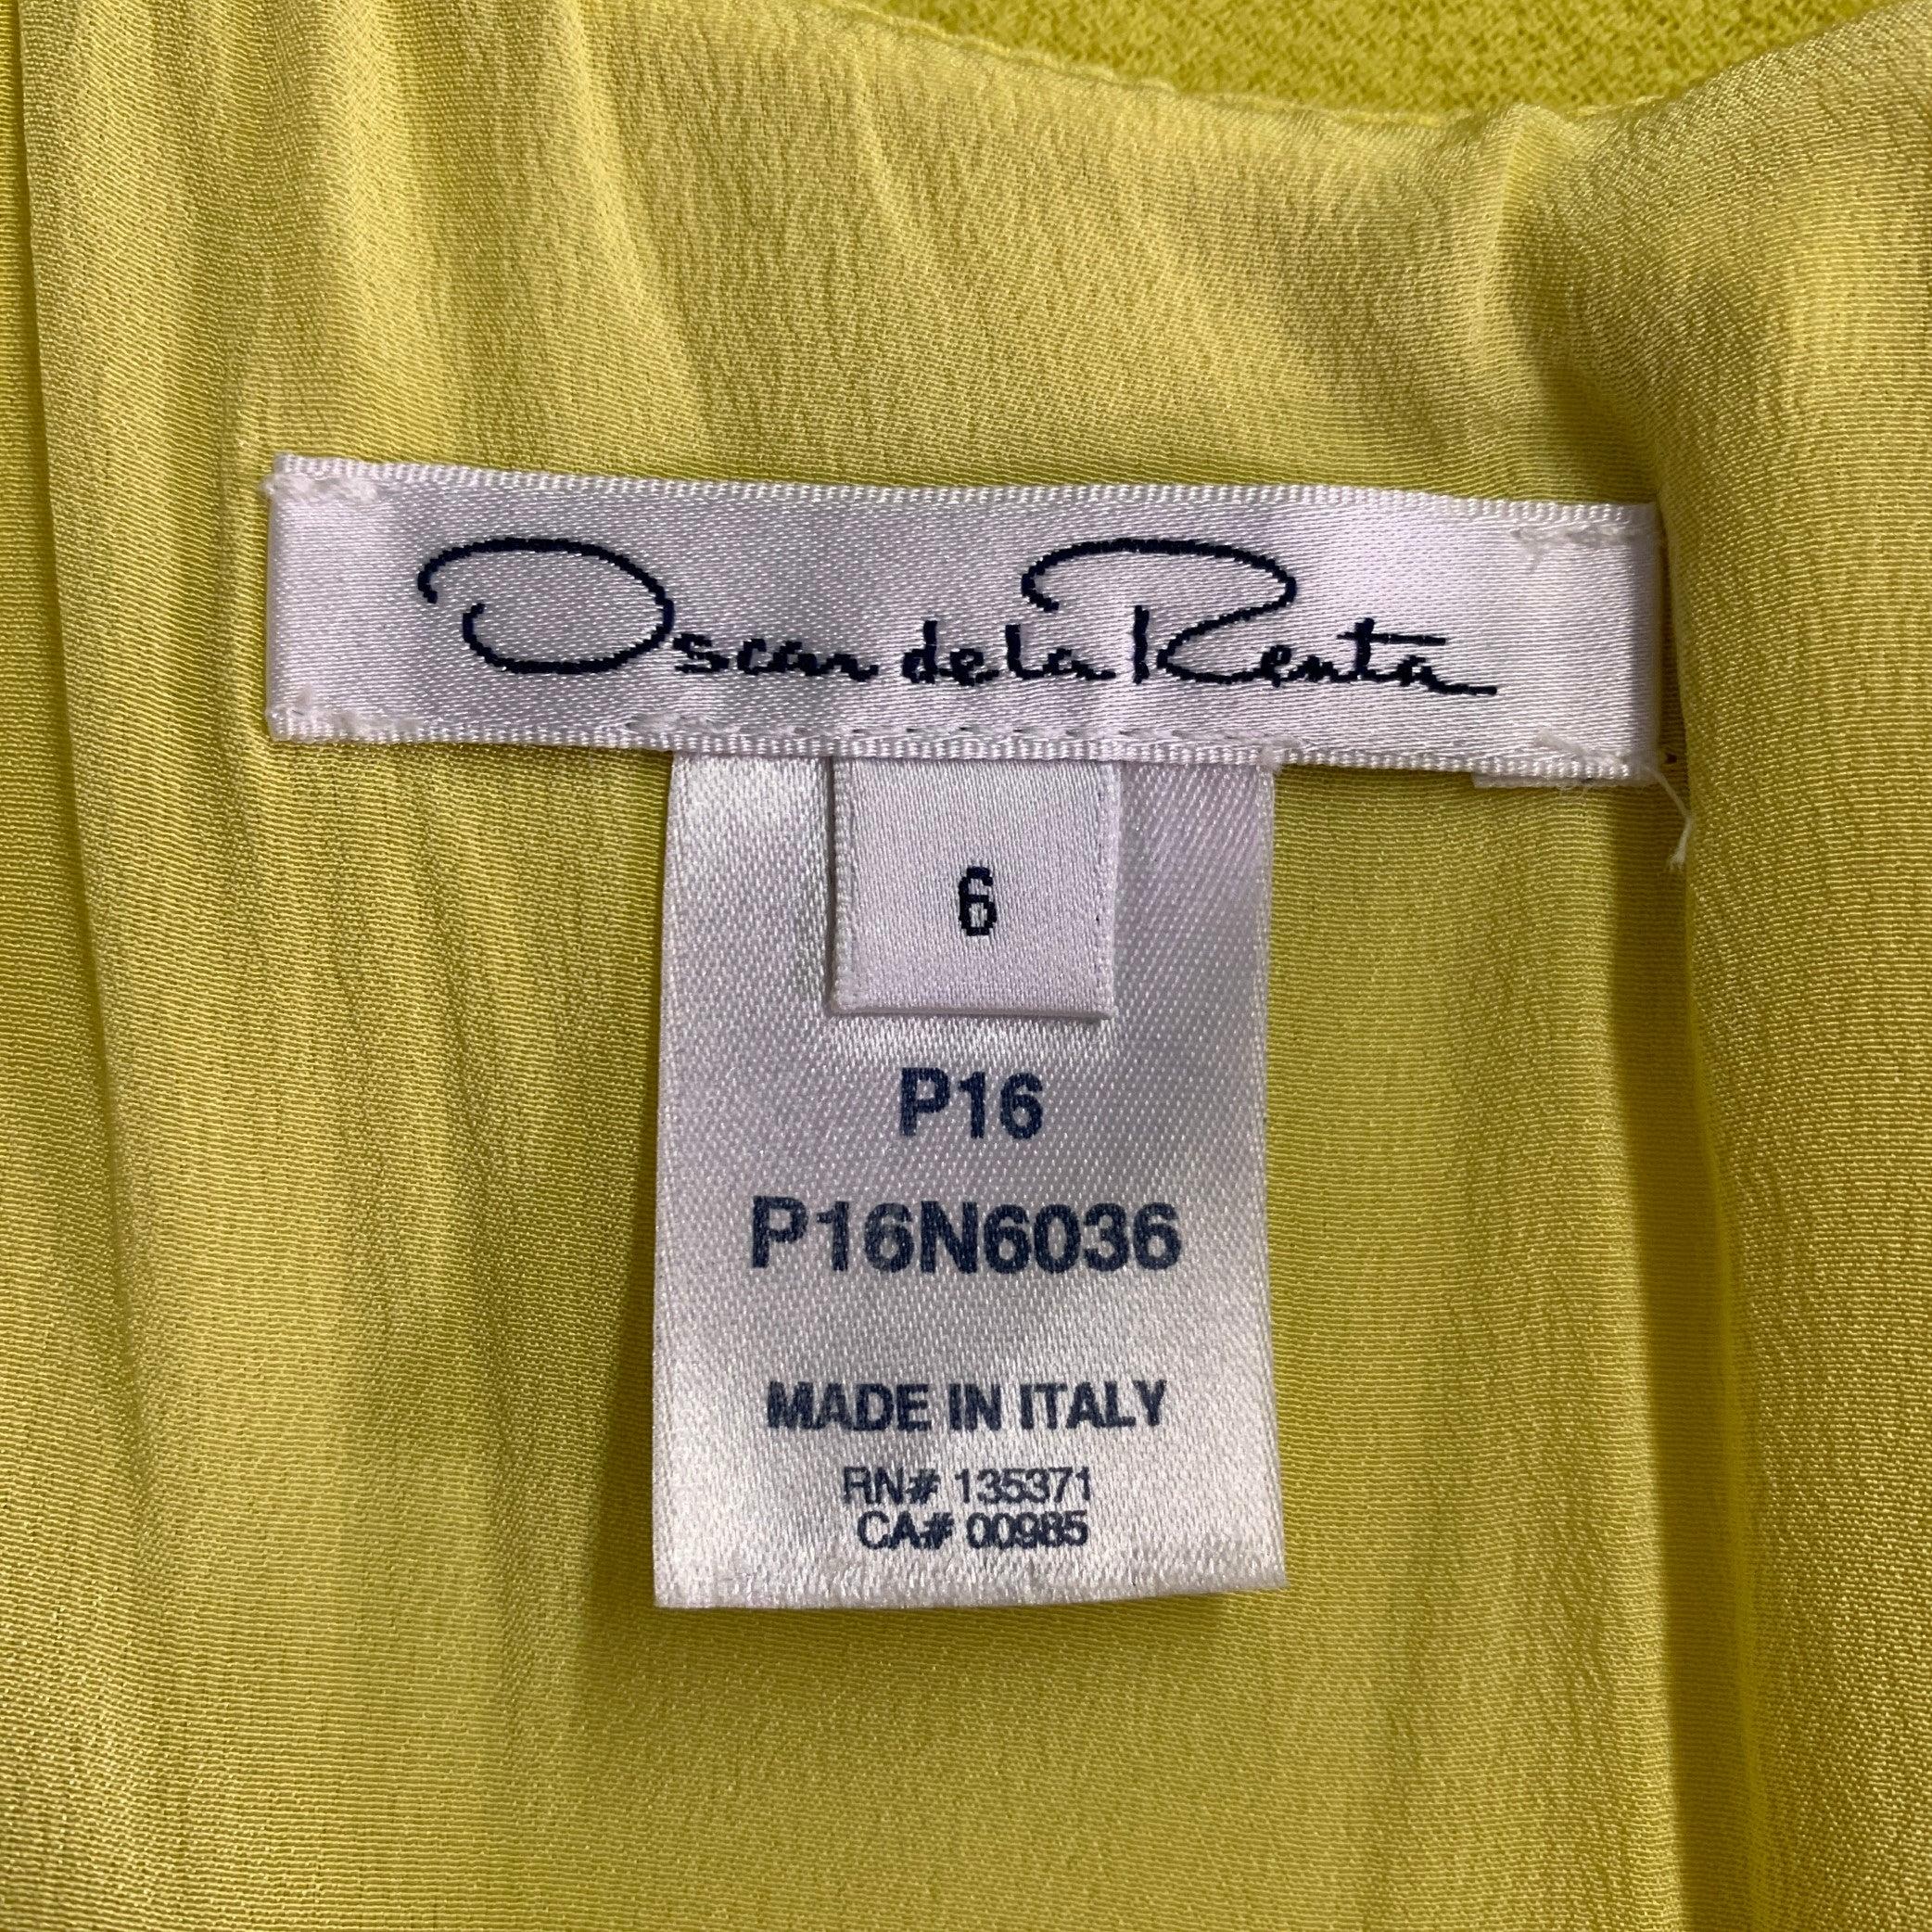 Oscar de la Renta
6
P16
P16N6036
MADE IN ITALY
RN# 135371
CA# 00985